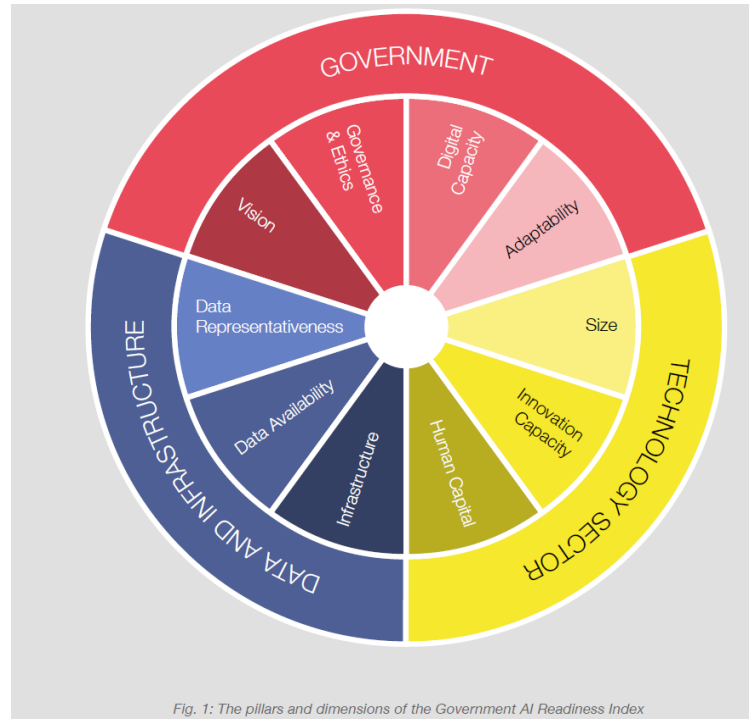 GOVERNMENT
Vision
Governance
& Ethics
Digital
Capacity
Adaptability
TECHNOLOGY SECTOR
Size
Innovation
Capacity
Human Capital
DATA AND INFRASTRUCTURE
Data
Representativeness
Data Availability
Infrastructure
Fig. 1: The pillars and dimensions of the Government AI Readiness Index